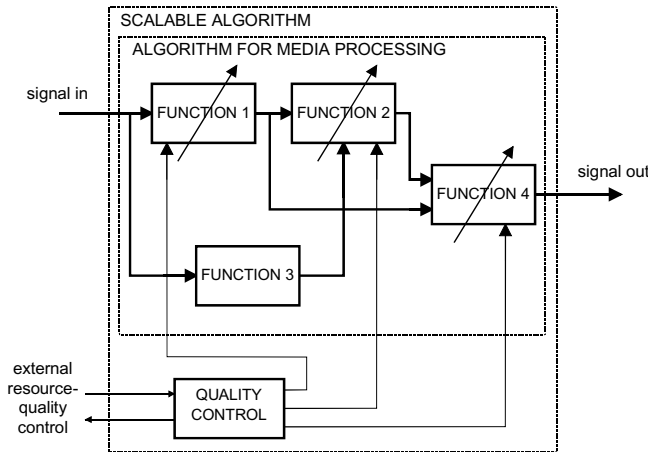 SCALABLE ALGORITHM
ALGORITHM FOR MEDIA PROCESSING
signal in
FUNCTION 1
FUNCTION 2
signal out
FUNCTION 4
FUNCTION 3
external
resource-
quality
control
QUALITY
CONTROL